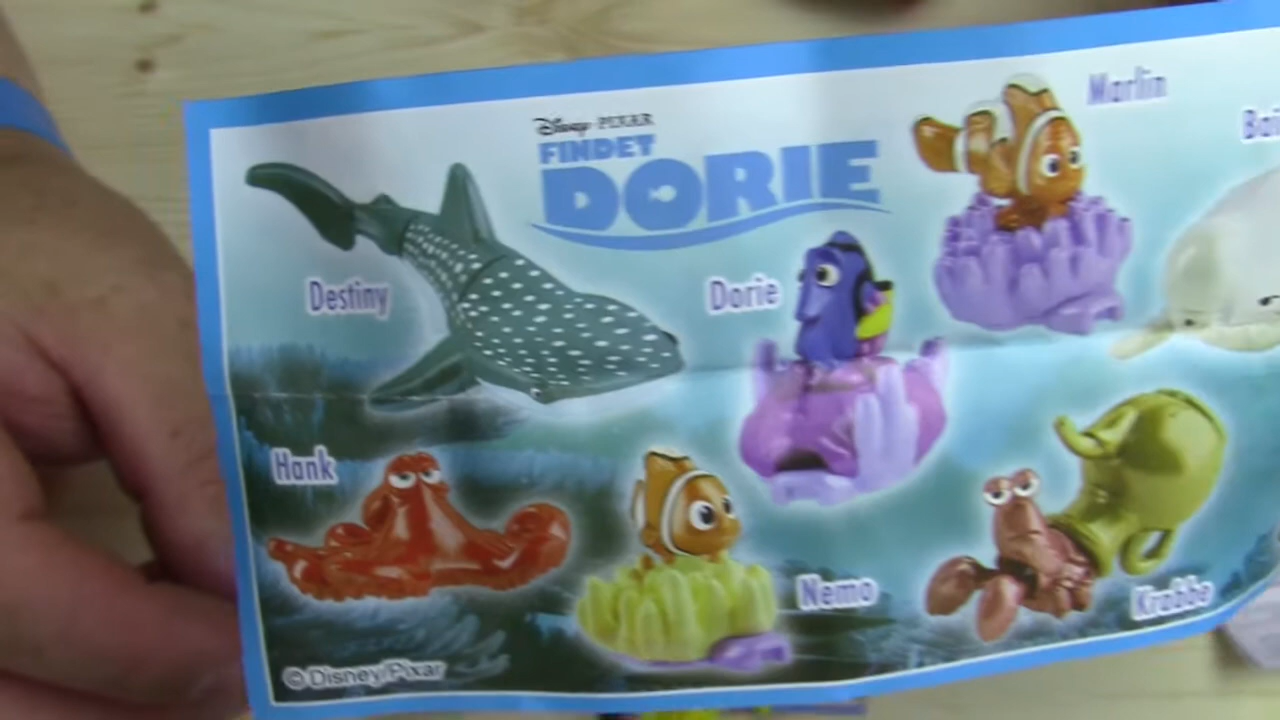 Disney PIXAR
FINDET
DORIE
Marlin
Destiny
Dorie
Hank
Nemo
Krabbe
© Disney/Pixar